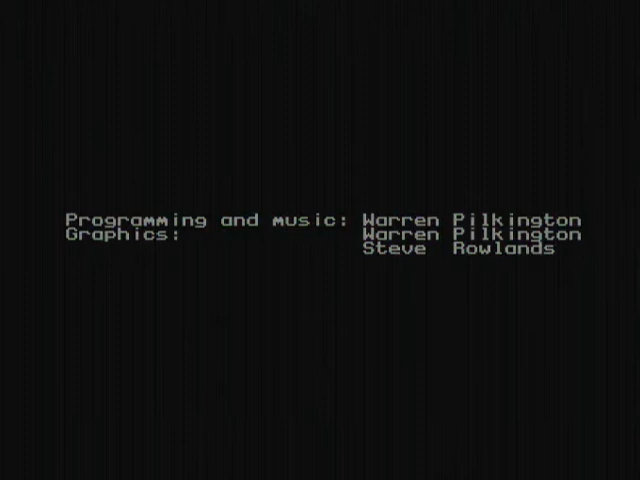 Programming and music: Warren Pilkington
Graphics: Warren Pilkington
Steve Rowlands